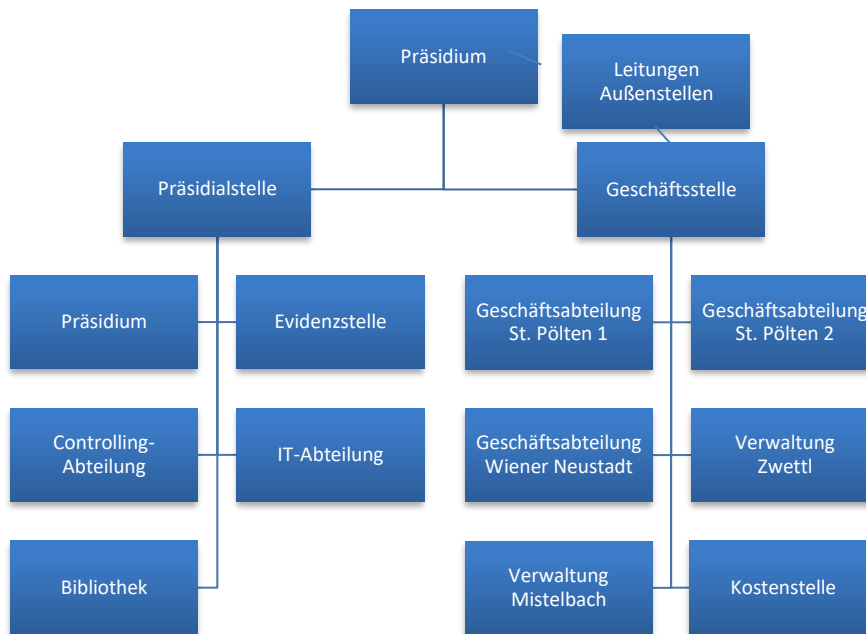 Präsidium
Leitungen
Außenstellen
Präsidialstelle
Geschäftsstelle
Präsidium
Evidenzstelle
Geschäftsabteilung
St. Pölten 1
Geschäftsabteilung
St. Pölten 2
Controlling-
Abteilung
IT-Abteilung
Geschäftsabteilung
Wiener Neustadt
Verwaltung
Zwettl
Bibliothek
Verwaltung
Mistelbach
Kostenstelle